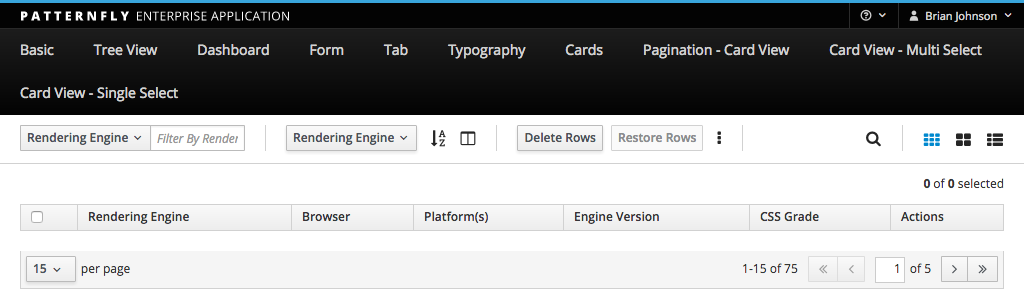 PATTERNFLY ENTERPRISE APPLICATION
Brian Johnson
Basic Tree View Dashboard Form Tab Typography Cards Pagination - Card View Card View - Multi Select
Card View - Single Select
Rendering Engine Filter By Render Rendering Engine Delete Rows Restore Rows
0 of 0 selected
Rendering Engine Browser Platform(s) Engine Version CSS Grade Actions
15 per page 1-15 of 75 1 of 5